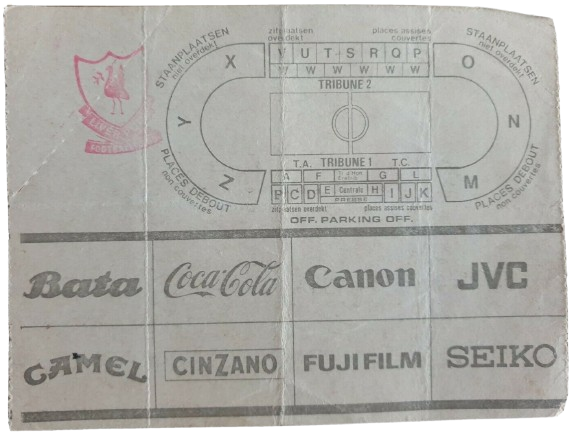 zitplaatsen places assises
overdekt couvertes
STAANPLAATSEN STAANPLAATSEN
niet overdekt niet overdekt
V U T S R Q P
W W W W W W
X O
TRIBUNE 2
Y N
T.A. TRIBUNE 1 T.C.
Z M
A F G L
B C D E Centrale H I J K
zitplaatsen overdekt places assises couvertes
PLACES DEBOUT PLACES DEBOUT
non couvertes non couvertes
OFF. PARKING OFF.
Bata Coca-Cola Canon JVC
CAMEL CINZANO FUJI FILM SEIKO